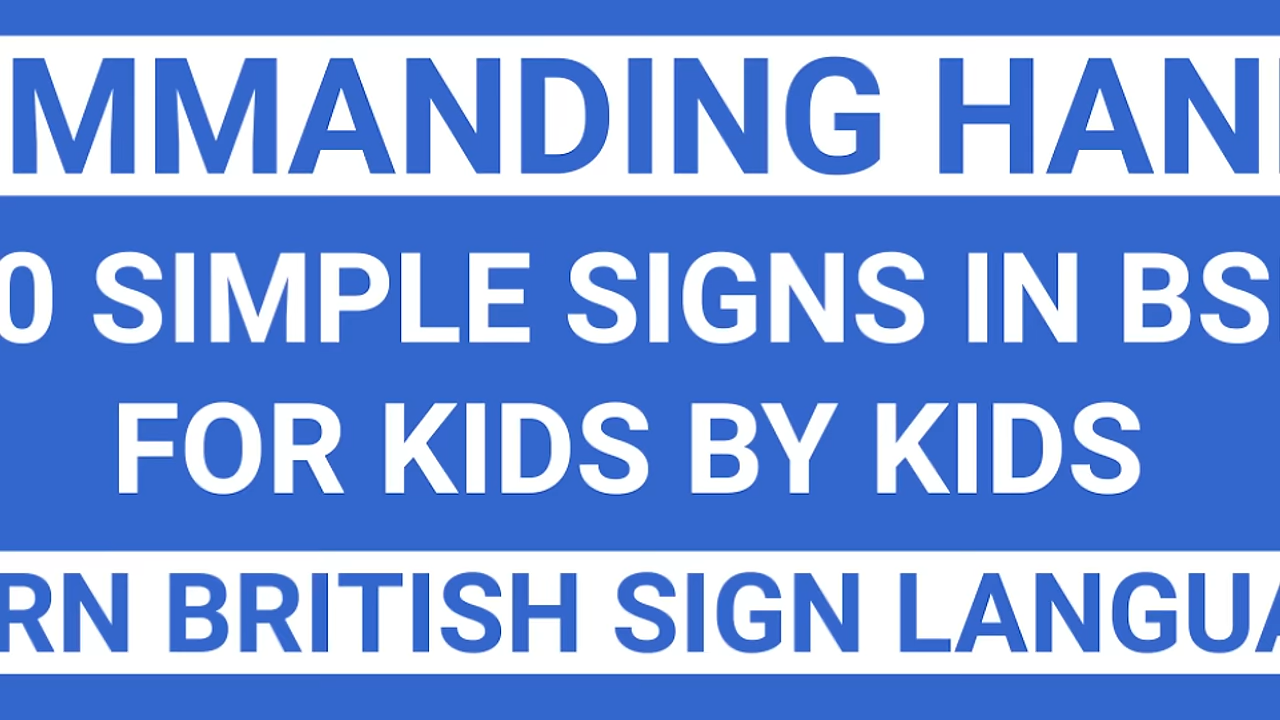 MMANDING HAN
0 SIMPLE SIGNS IN BS
FOR KIDS BY KIDS
RN BRITISH SIGN LANGUA